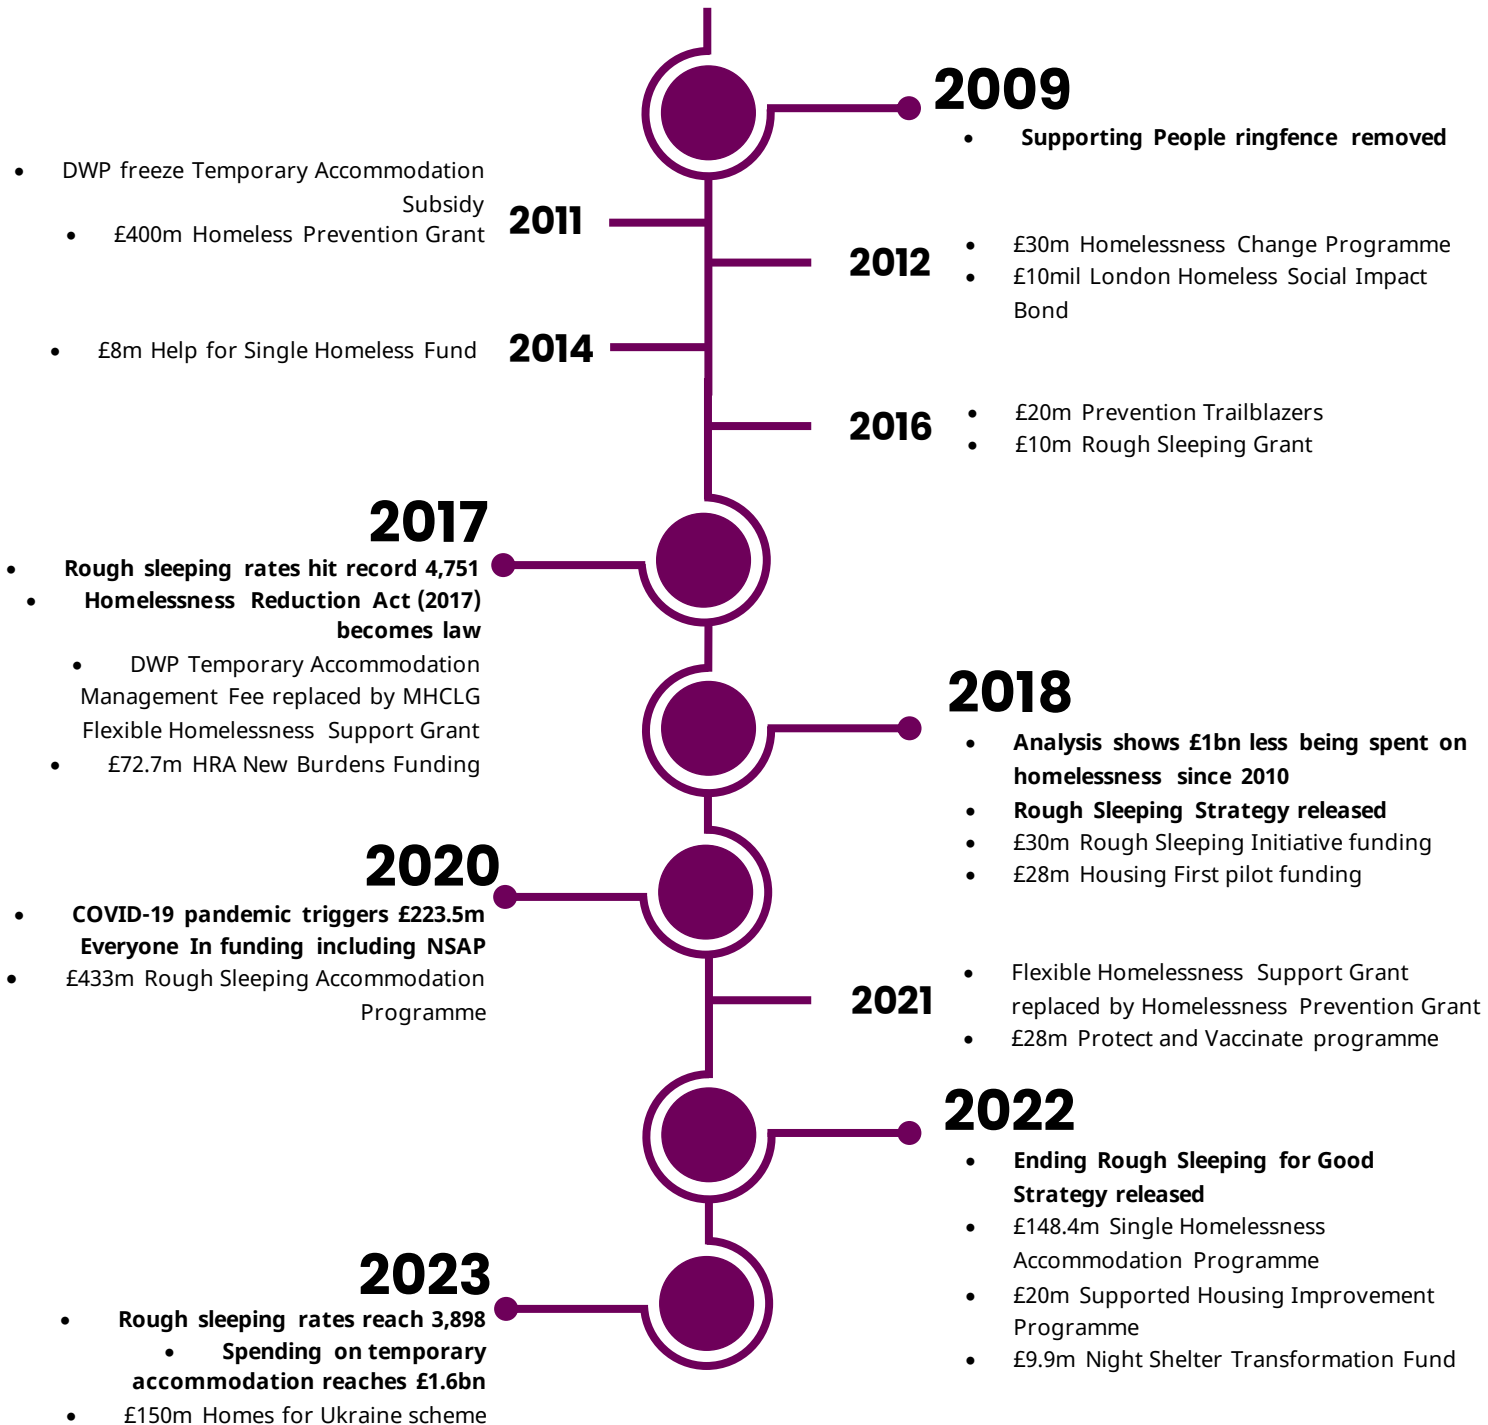 2009
• Supporting People ringfence removed
• DWP freeze Temporary Accommodation
Subsidy
• £400m Homeless Prevention Grant
2011
2012
• £30m Homelessness Change Programme
• £10mil London Homeless Social Impact
Bond
• £8m Help for Single Homeless Fund
2014
2016
• £20m Prevention Trailblazers
• £10m Rough Sleeping Grant
2017
• Rough sleeping rates hit record 4,751
• Homelessness Reduction Act (2017)
becomes law
• DWP Temporary Accommodation
Management Fee replaced by MHCLG
Flexible Homelessness Support Grant
• £72.7m HRA New Burdens Funding
2018
• Analysis shows £1bn less being spent on
homelessness since 2010
• Rough Sleeping Strategy released
• £30m Rough Sleeping Initiative funding
• £28m Housing First pilot funding
2020
• COVID-19 pandemic triggers £223.5m
Everyone In funding including NSAP
• £433m Rough Sleeping Accommodation
Programme
2021
• Flexible Homelessness Support Grant
replaced by Homelessness Prevention Grant
• £28m Protect and Vaccinate programme
2022
• Ending Rough Sleeping for Good
Strategy released
• £148.4m Single Homelessness
Accommodation Programme
• £20m Supported Housing Improvement
Programme
• £9.9m Night Shelter Transformation Fund
2023
• Rough sleeping rates reach 3,898
• Spending on temporary
accommodation reaches £1.6bn
• £150m Homes for Ukraine scheme